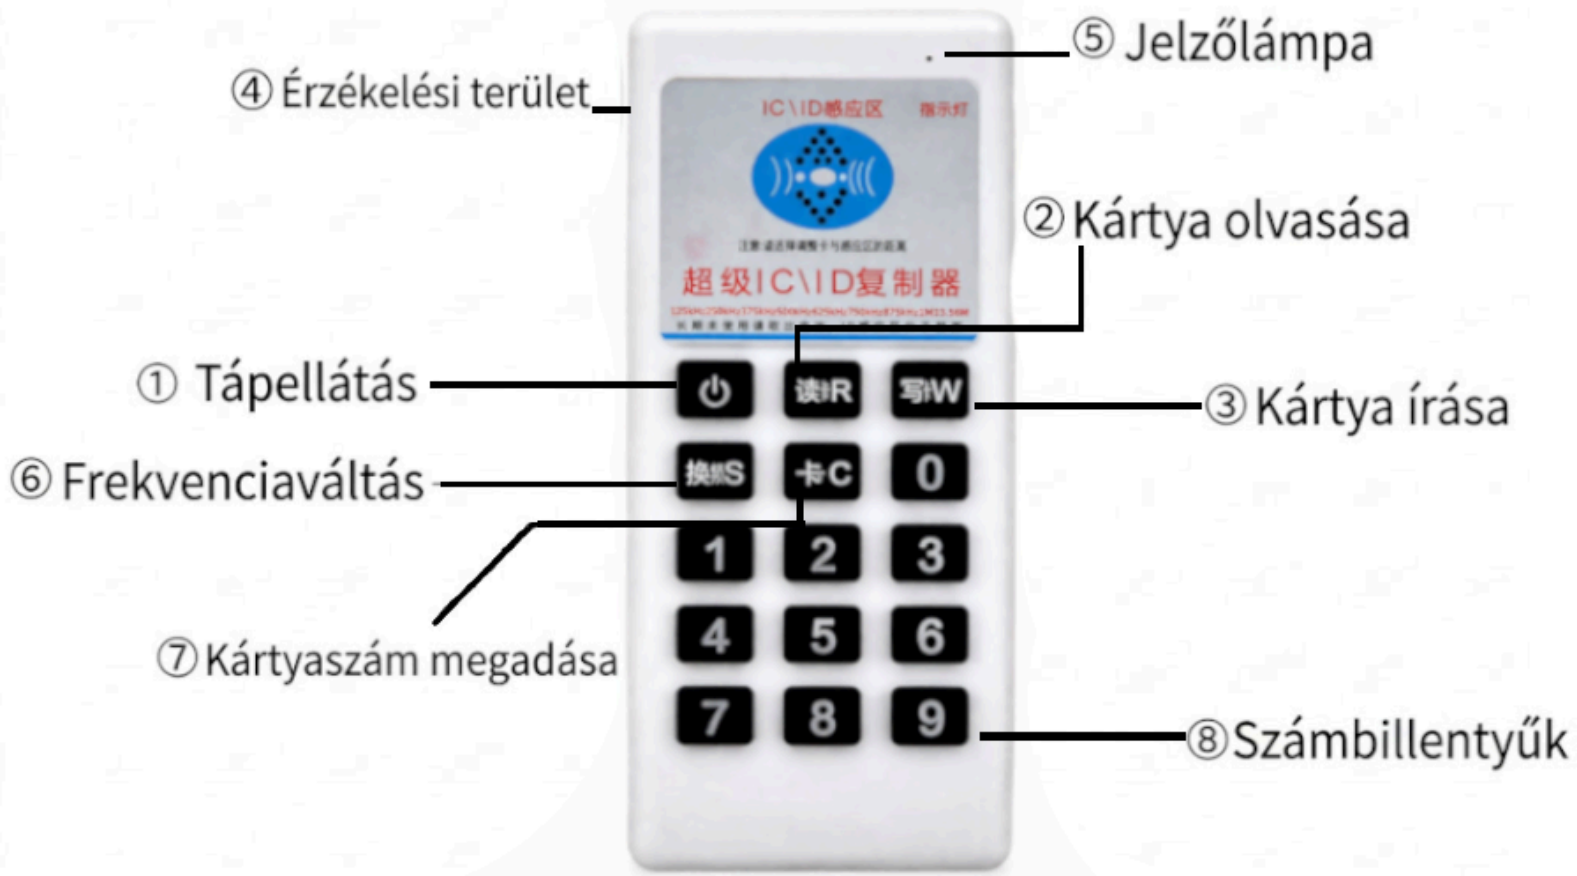 ⑤ Jelzőlámpa
④ Érzékelési terület
IC\ID感应区 指示灯
② Kártya olvasása
超级IC\ID复制器
① Tápellátás
⏻ 读R 写W
③ Kártya írása
⑥ Frekvenciaváltás
换S 卡C 0
1 2 3
4 5 6
⑦ Kártyaszám megadása
7 8 9
⑧ Számbillentyűk